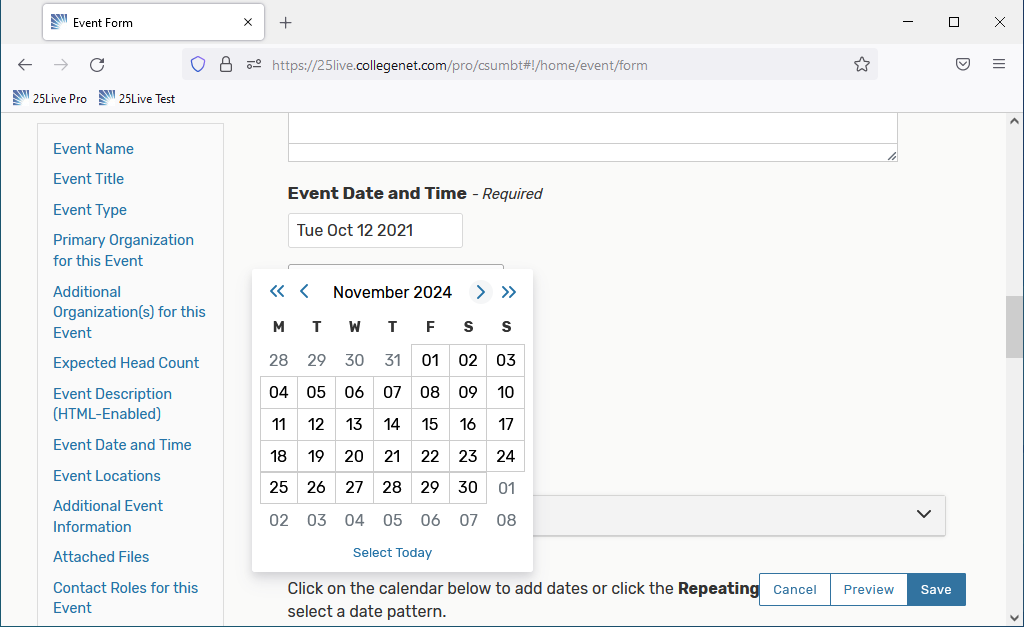 Event Form
https://25live.collegenet.com/pro/csumbt#!/home/event/form
25Live Pro 25Live Test
Event Name
Event Title
Event Type
Primary Organization
for this Event
Additional
Organization(s) for this
Event
Expected Head Count
Event Description
(HTML-Enabled)
Event Date and Time
Event Locations
Additional Event
Information
Attached Files
Contact Roles for this
Event
Event Date and Time - Required
Tue Oct 12 2021
November 2024
M T W T F S S
28 29 30 31 01 02 03
04 05 06 07 08 09 10
11 12 13 14 15 16 17
18 19 20 21 22 23 24
25 26 27 28 29 30 01
02 03 04 05 06 07 08
Select Today
Click on the calendar below to add dates or click the Repeating
select a date pattern.
Cancel Preview Save